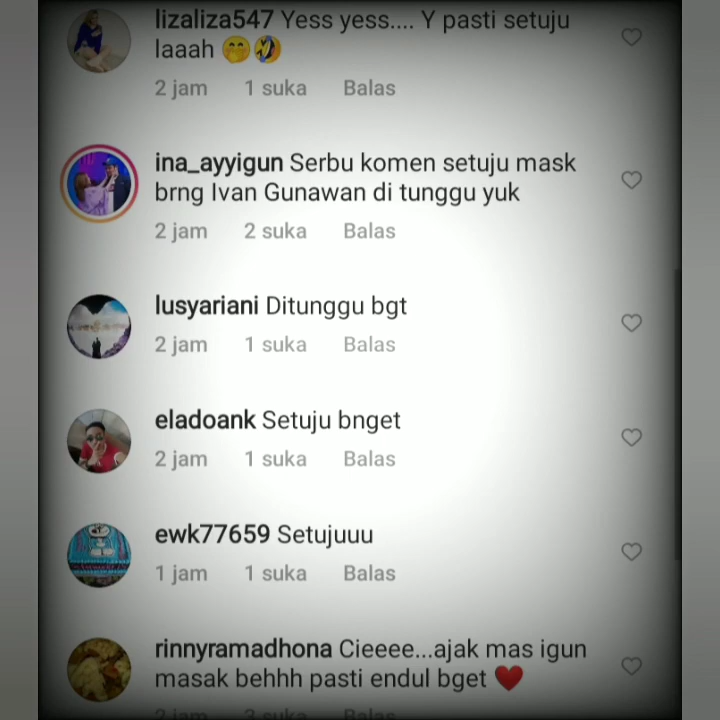 lizaliza547 Yess yess.... Y pasti setuju
laaah 🤭🤣
2 jam 1 suka Balas
ina_ayyigun Serbu komen setuju mask
brng Ivan Gunawan di tunggu yuk
2 jam 2 suka Balas
lusyariani Ditunggu bgt
2 jam 1 suka Balas
eladoank Setuju bnget
2 jam 1 suka Balas
ewk77659 Setujuuu
1 jam 1 suka Balas
rinnyramadhona Cieeee...ajak mas igun
masak behhh pasti endul bget ❤️
2 jam 3 suka Balas